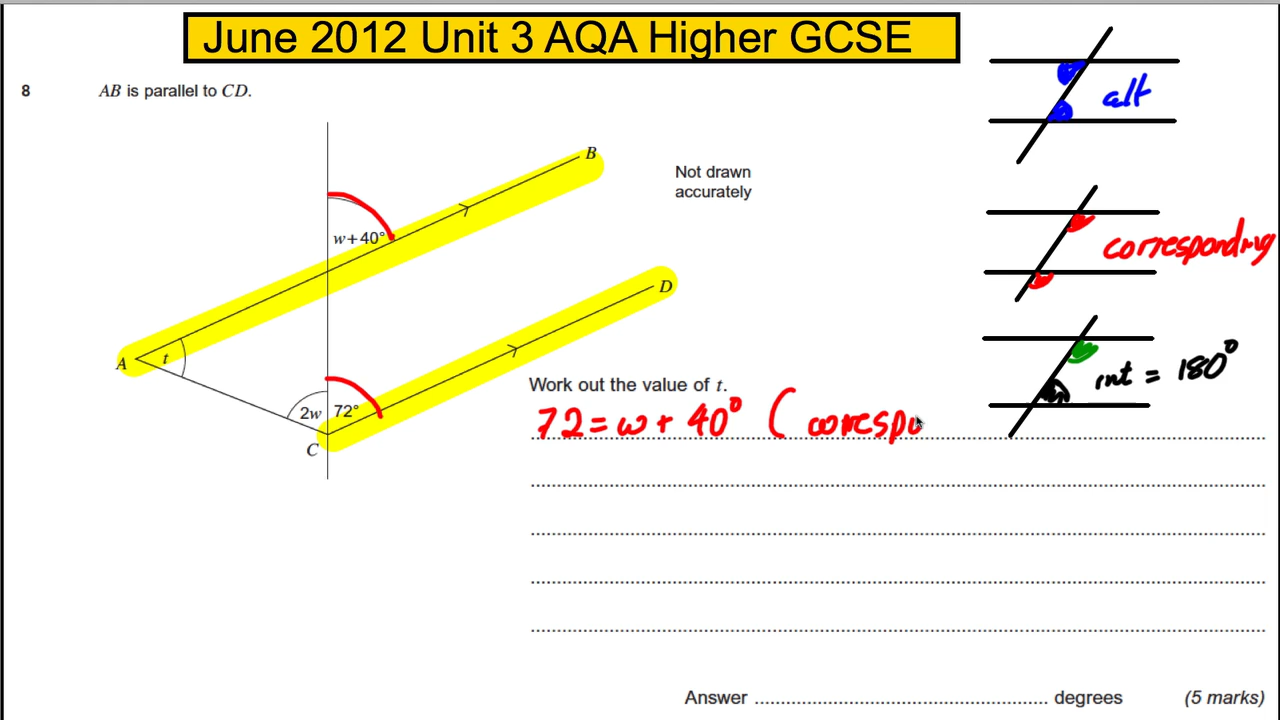 June 2012 Unit 3 AQA Higher GCSE
8 AB is parallel to CD.
alt
B
Not drawn
accurately
w+40°
corresponding
D
A
t
int = 180°
Work out the value of t.
2w 72°
72 = w + 40° ( correspo
C
Answer .......................................... degrees (5 marks)